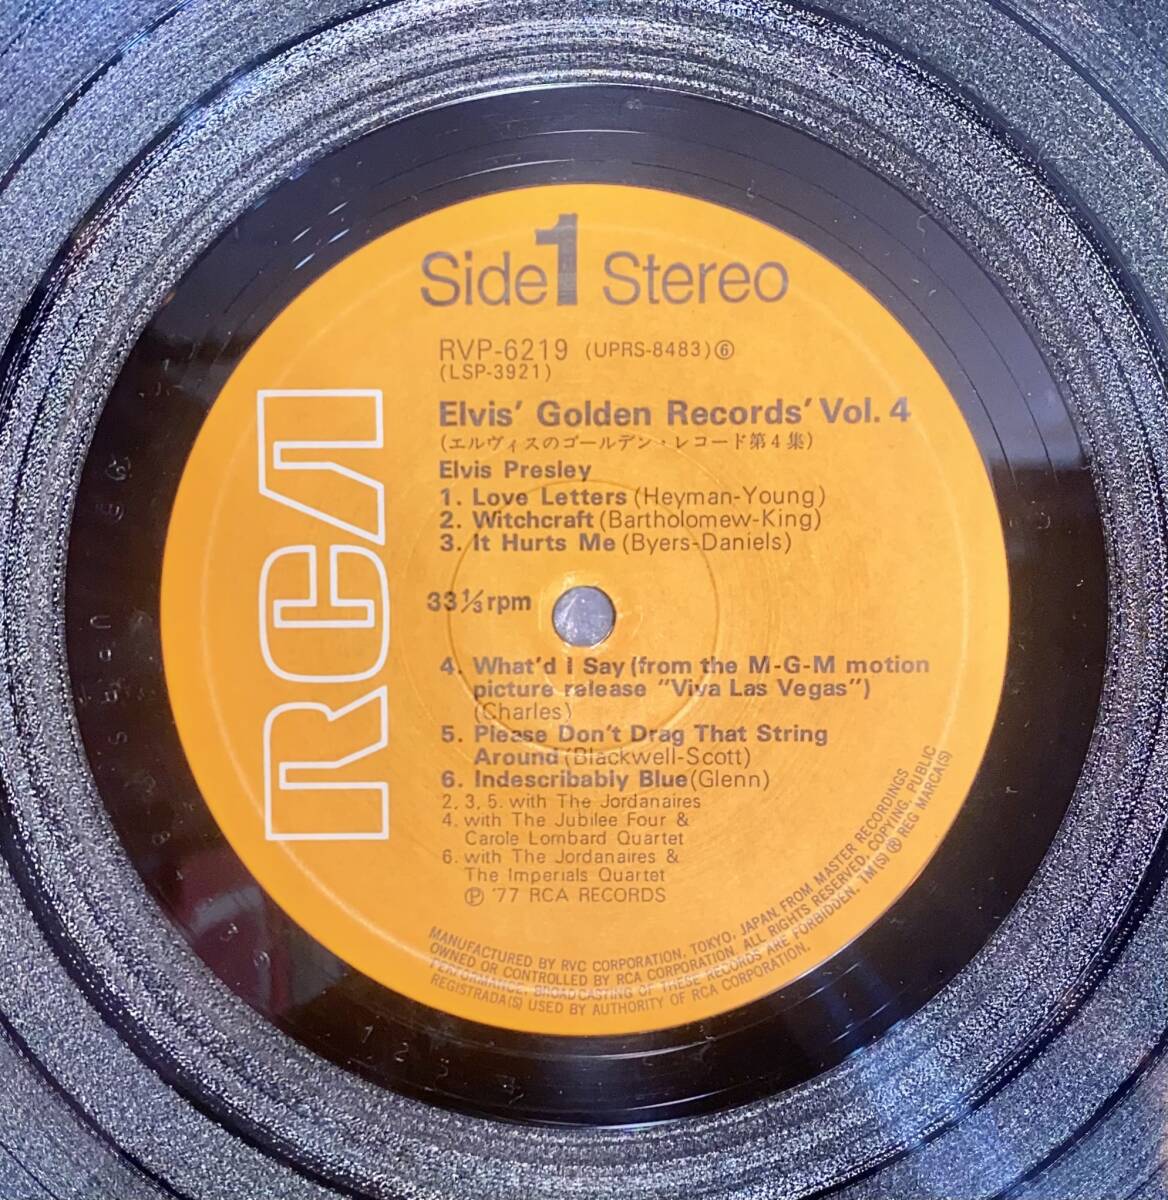 Side 1 Stereo
RVP-6219 (UPRS-8483)⑥
(LSP-3921)
Elvis' Golden Records' Vol. 4
(エルヴィスのゴールデン・レコード第4集)
Elvis Presley
1. Love Letters (Heyman-Young)
2. Witchcraft (Bartholomew-King)
3. It Hurts Me (Byers-Daniels)
33⅓rpm
4. What'd I Say (from the M-G-M motion
picture release "Viva Las Vegas")
(Charles)
5. Please Don't Drag That String
Around (Blackwell-Scott)
6. Indescribably Blue (Glenn)
2, 3, 5. with The Jordanaires
4. with The Jubilee Four &
Carole Lombard Quartet
6. with The Jordanaires &
The Imperials Quartet
Ⓟ '77 RCA RECORDS
RCA
MANUFACTURED BY RVC CORPORATION, TOKYO, JAPAN, FROM MASTER RECORDINGS
OWNED OR CONTROLLED BY RCA CORPORATION. ALL RIGHTS RESERVED, COPYING, PUBLIC
PERFORMANCE, BROADCASTING OF THESE RECORDS ARE FORBIDDEN. TM(S) ® REG MARCA(S)
REGISTRADA(S) USED BY AUTHORITY OF RCA CORPORATION.